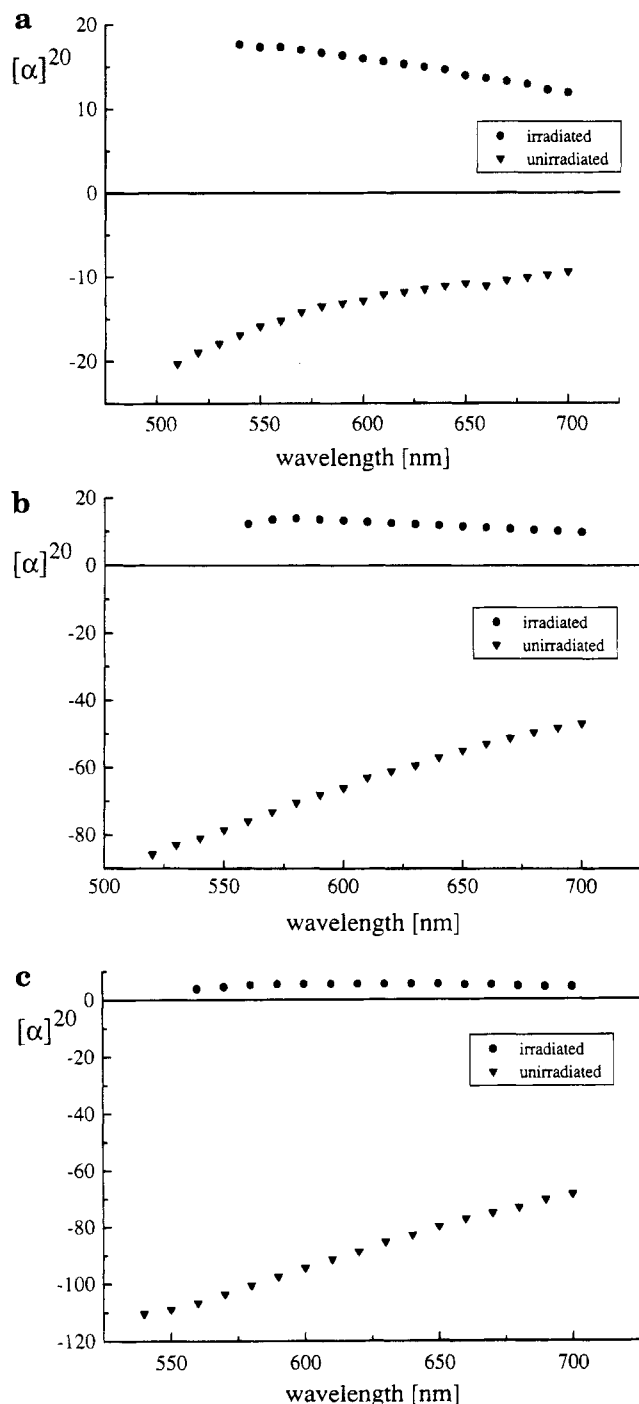 a
[α]²⁰
20
10
0
-10
-20
irradiated
unirradiated
500 550 600 650 700
wavelength [nm]
b
[α]²⁰
20
0
-20
-40
-60
-80
irradiated
unirradiated
500 550 600 650 700
wavelength [nm]
c
[α]²⁰
0
-20
-40
-60
-80
-100
-120
irradiated
unirradiated
550 600 650 700
wavelength [nm]